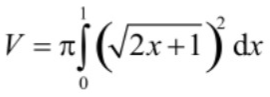 V = π∫₀¹(√(2x+1))² dx